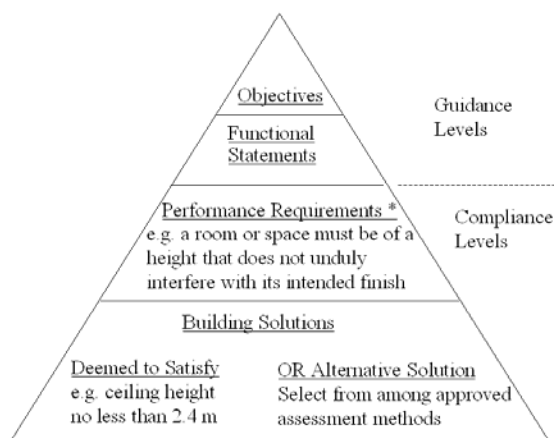 Objectives
Functional
Statements
Guidance
Levels
Performance Requirements *
e.g. a room or space must be of a
height that does not unduly
interfere with its intended finish
Compliance
Levels
Building Solutions
Deemed to Satisfy
e.g. ceiling height
no less than 2.4 m
OR Alternative Solution
Select from among approved
assessment methods